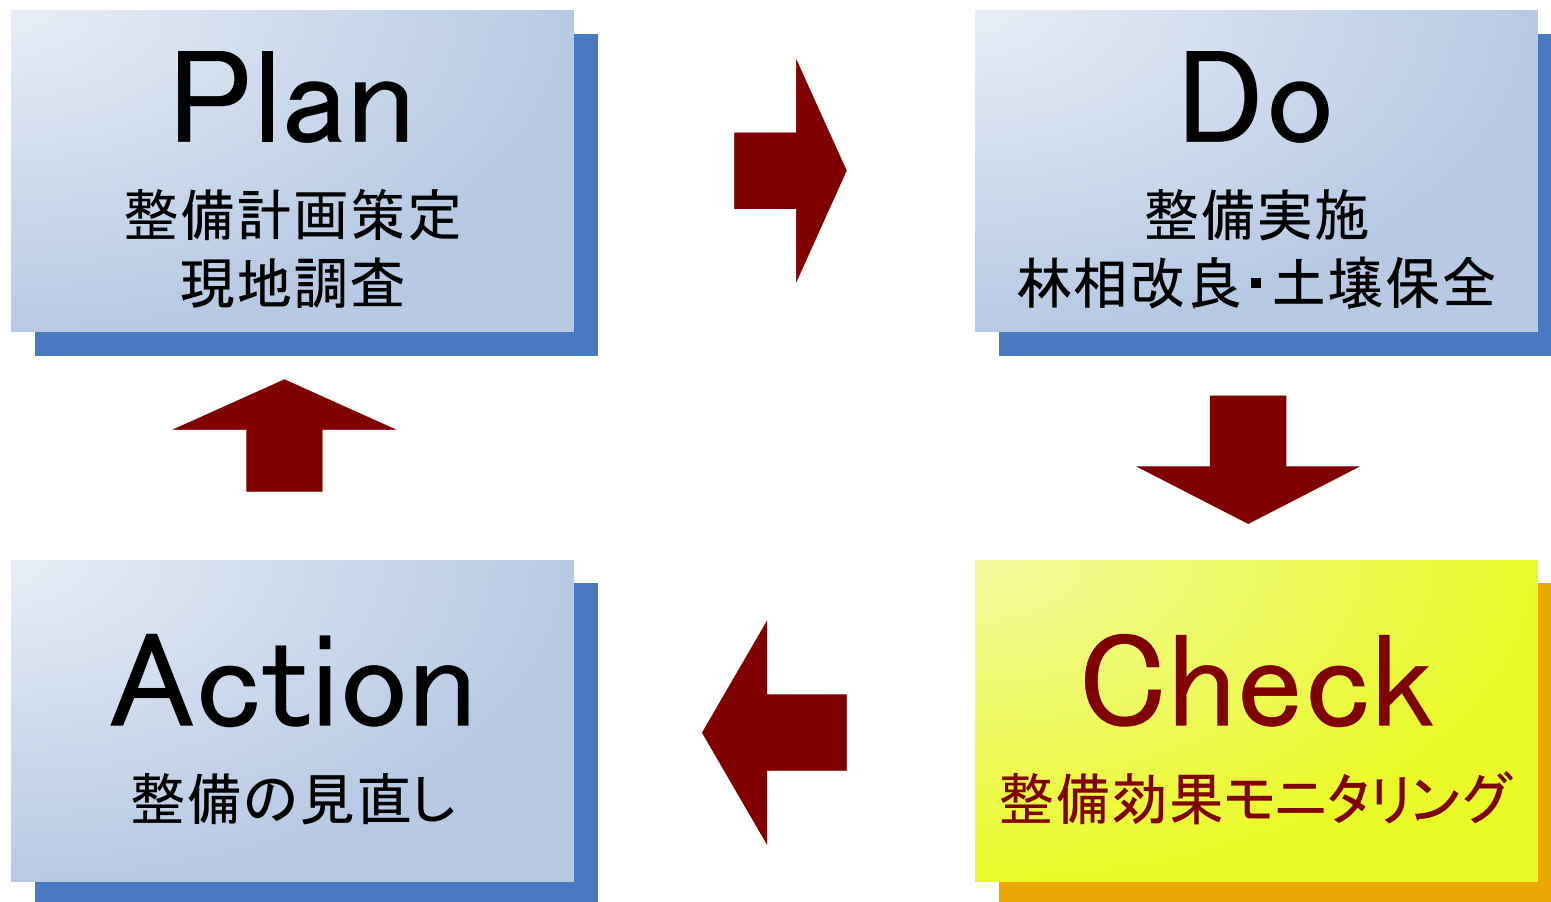 Plan
整備計画策定
現地調査
Do
整備実施
林相改良・土壌保全
Action
整備の見直し
Check
整備効果モニタリング